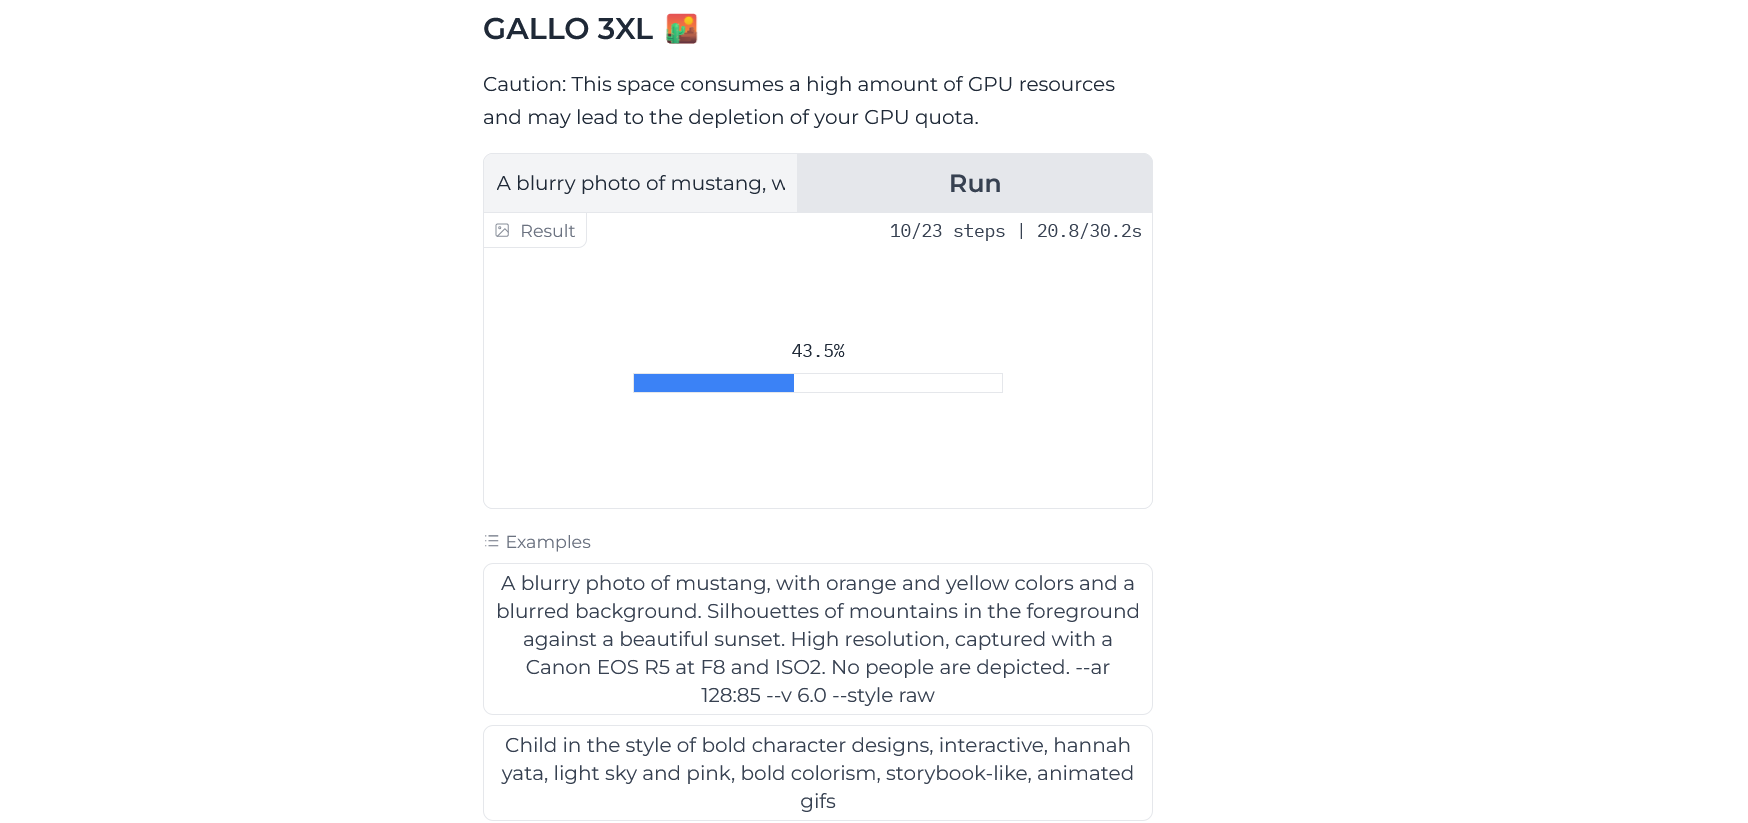 GALLO 3XL 🏜️
Caution: This space consumes a high amount of GPU resources
and may lead to the depletion of your GPU quota.
A blurry photo of mustang, w
Run
Result
10/23 steps | 20.8/30.2s
43.5%
Examples
A blurry photo of mustang, with orange and yellow colors and a
blurred background. Silhouettes of mountains in the foreground
against a beautiful sunset. High resolution, captured with a
Canon EOS R5 at F8 and ISO2. No people are depicted. --ar
128:85 --v 6.0 --style raw
Child in the style of bold character designs, interactive, hannah
yata, light sky and pink, bold colorism, storybook-like, animated
gifs